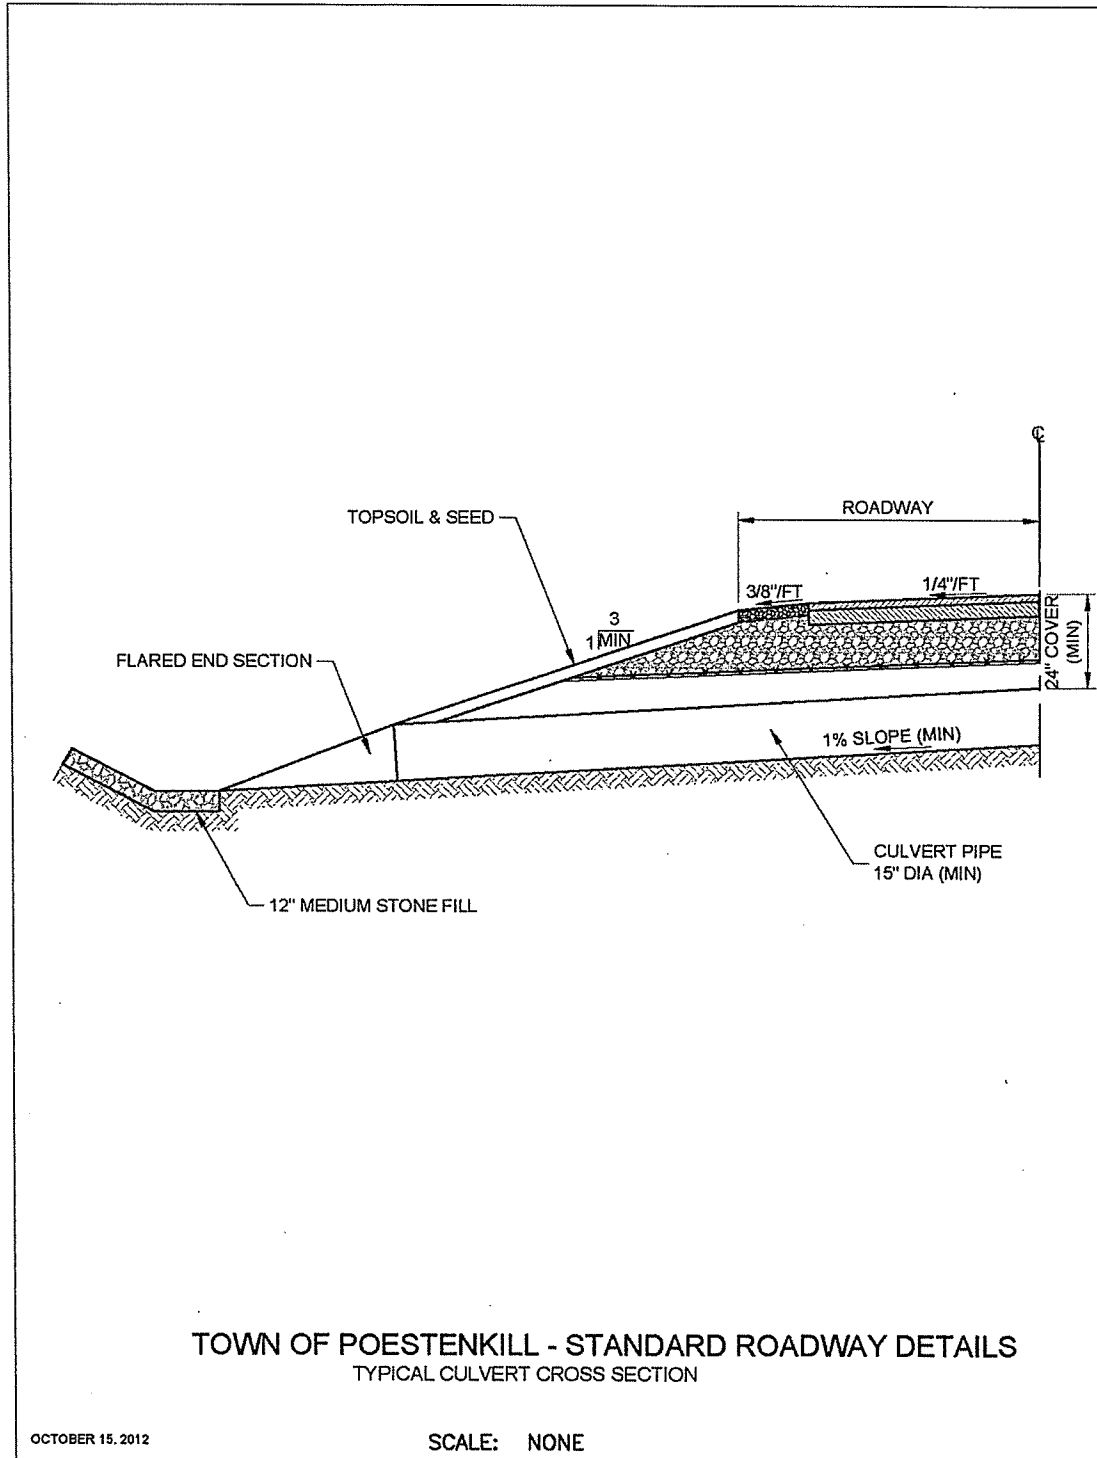 ℄
ROADWAY
TOPSOIL & SEED
3/8"/FT
1/4"/FT
3
1 MIN
24" COVER
(MIN)
FLARED END SECTION
1% SLOPE (MIN)
CULVERT PIPE
15" DIA (MIN)
12" MEDIUM STONE FILL
TOWN OF POESTENKILL - STANDARD ROADWAY DETAILS
TYPICAL CULVERT CROSS SECTION
OCTOBER 15, 2012
SCALE: NONE